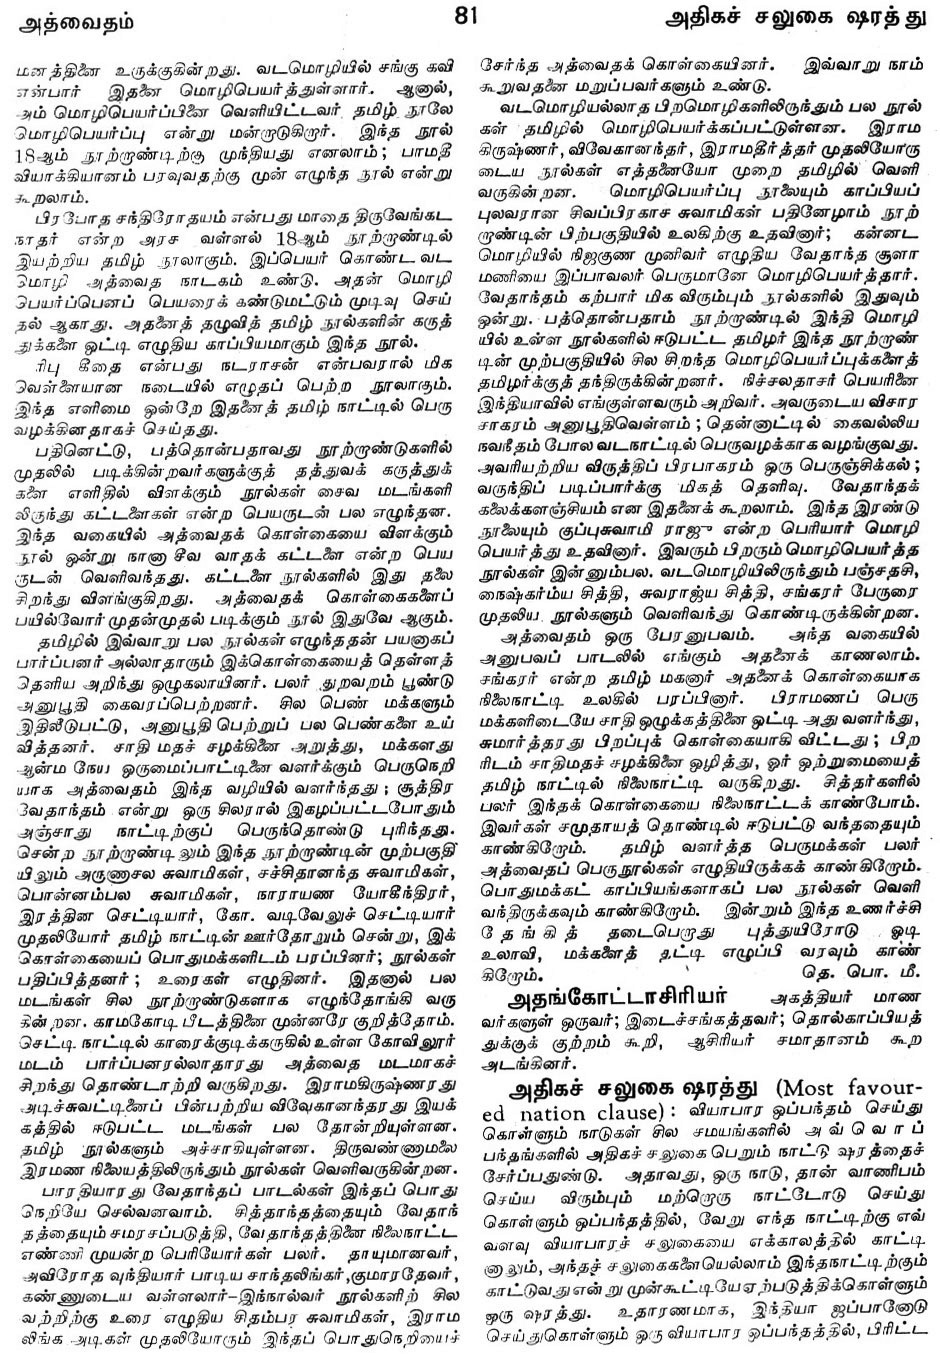 அத்வைதம்
81
அதிகச் சலுகை ஷரத்து
மனத்தினை உருக்குகின்றது. வடமொழியில் சங்கு கவி
என்பார் இதனை மொழிபெயர்த்துள்ளார். ஆனால்,
அம் மொழிபெயர்ப்பினை வெளியிட்டவர் தமிழ் நூலே
மொழிபெயர்ப்பு என்று மன்றாடுகிறார். இந்த நூல்
18ஆம் நூற்றாண்டிற்கு முந்தியது எனலாம்; பாமதீ
வியாக்கியானம் பரவுவதற்கு முன் எழுந்த நூல் என்று
கூறலாம்.
பிரபோத சந்திரோதயம் என்பது மாதை திருவேங்கட
நாதர் என்ற அரச வள்ளல் 18ஆம் நூற்றாண்டில்
இயற்றிய தமிழ் நூலாகும். இப்பெயர் கொண்ட வட
மொழி அத்வைத நாடகம் உண்டு. அதன் மொழி
பெயர்ப்பெனப் பெயரைக் கண்டுமட்டும் முடிவு செய்
தல் ஆகாது. அதனைத் தழுவித் தமிழ் நூல்களின் கருத்
துக்களை ஒட்டி எழுதிய காப்பியமாகும் இந்த நூல்.
ரிபு கீதை என்பது நடராசன் என்பவரால் மிக
வெள்ளையான நடையில் எழுதப் பெற்ற நூலாகும்.
இந்த எளிமை ஒன்றே இதனைத் தமிழ் நாட்டில் பெரு
வழக்கினதாகச் செய்தது.
பதினெட்டு, பத்தொன்பதாவது நூற்றாண்டுகளில்
முதலில் படிக்கின்றவர்களுக்குத் தத்துவக் கருத்துக்
களை எளிதில் விளக்கும் நூல்கள் சைவ மடங்களி
லிருந்து கட்டளைகள் என்ற பெயருடன் பல எழுந்தன.
இந்த வகையில் அத்வைதக் கொள்கையை விளக்கும்
நூல் ஒன்று நானா சீவ வாதக் கட்டளை என்ற பெய
ருடன் வெளிவந்தது. கட்டளை நூல்களில் இது தலை
சிறந்து விளங்குகிறது. அத்வைதக் கொள்கைகளைப்
பயில்வோர் முதன்முதல் படிக்கும் நூல் இதுவே ஆகும்.
தமிழில் இவ்வாறு பல நூல்கள் எழுந்ததன் பயனாகப்
பார்ப்பனர் அல்லாதாரும் இக்கொள்கையைத் தெள்ளத்
தெளிய அறிந்து ஒழுகலாயினர். பலர் துறவறம் பூண்டு
அனுபூதி கைவரப்பெற்றனர். சில பெண் மக்களும்
இதிலீடுபட்டு, அனுபூதி பெற்றுப் பல பெண்களை உய்
வித்தனர். சாதி மதச் சழக்கினை அறுத்து, மக்களது
ஆன்ம நேய ஒருமைப்பாட்டினை வளர்க்கும் பெருநெறி
யாக அத்வைதம் இந்த வழியில் வளர்ந்தது; சூத்திர
வேதாந்தம் என்று ஒரு சிலரால் இகழப்பட்டபோதும்
அஞ்சாது நாட்டிற்குப் பெருந்தொண்டு புரிந்தது.
சென்ற நூற்றாண்டிலும் இந்த நூற்றாண்டின் முற்பகுதி
யிலும் அருணாசல சுவாமிகள், சச்சிதானந்த சுவாமிகள்,
பொன்னம்பல சுவாமிகள், நாராயண யோகீந்திரர்,
இரத்தின செட்டியார், கோ. வடிவேலுச் செட்டியார்
முதலியோர் தமிழ் நாட்டின் ஊர்தோறும் சென்று, இக்
கொள்கையைப் பொதுமக்களிடம் பரப்பினர்; நூல்கள்
பதிப்பித்தனர்; உரைகள் எழுதினர். இதனால் பல
மடங்கள் சில நூற்றாண்டுகளாக எழுந்தோங்கி வரு
கின்றன. காமகோடி பீடத்தினை முன்னரே குறித்தோம்.
செட்டி நாட்டில் காரைக்குடிக்கருகில் உள்ள கோவிலூர்
மடம் பார்ப்பனரல்லாதாரது அத்வைத மடமாகச்
சிறந்து தொண்டாற்றி வருகிறது. இராமகிருஷ்ணரது
அடிச்சுவட்டினைப் பின்பற்றிய விவேகானந்தரது இயக்
கத்தில் ஈடுபட்ட மடங்கள் பல தோன்றியுள்ளன.
தமிழ் நூல்களும் அச்சாகியுள்ளன. திருவண்ணாமலை
இரமண நிலையத்திலிருந்தும் நூல்கள் வெளிவருகின்றன.
பாரதியாரது வேதாந்தப் பாடல்கள் இந்தப் பொது
நெறியே செல்வனவாம். சித்தாந்தத்தையும் வேதாந்
தத்தையும் சமரசப்படுத்தி, வேதாந்தத்தினை நிலைநாட்ட
எண்ணி முயன்ற பெரியோர்கள் பலர். தாயுமானவர்,
அவிரோத வுந்தியார் பாடிய சாந்தலிங்கர், குமாரதேவர்,
கண்ணுடைய வள்ளலார்—இந்நால்வர் நூல்களிற் சில
வற்றிற்கு உரை எழுதிய சிதம்பர சுவாமிகள், இராம
லிங்க அடிகள் முதலியோரும் இந்தப் பொதுநெறியைச்
சேர்ந்த அத்வைதக் கொள்கையினர். இவ்வாறு நாம்
கூறுவதனை மறுப்பவர்களும் உண்டு.
வடமொழியல்லாத பிறமொழிகளிலிருந்தும் பல நூல்
கள் தமிழில் மொழிபெயர்க்கப்பட்டுள்ளன. இராம
கிருஷ்ணர், விவேகானந்தர், இராமதீர்த்தர் முதலியோரு
டைய நூல்கள் எத்தனையோ முறை தமிழில் வெளி
வருகின்றன. மொழிபெயர்ப்பு நூலையும் காப்பியப்
புலவரான சிவப்பிரகாச சுவாமிகள் பதினேழாம் நூற்
றாண்டின் பிற்பகுதியில் உலகிற்கு உதவினார்; கன்னட
மொழியில் நிஜகுண முனிவர் எழுதிய வேதாந்த சூளா
மணியை இப்பாவலர் பெருமானே மொழிபெயர்த்தார்.
வேதாந்தம் கற்பார் மிக விரும்பும் நூல்களில் இதுவும்
ஒன்று. பத்தொன்பதாம் நூற்றாண்டில் இந்தி மொழி
யில் உள்ள நூல்களில் ஈடுபட்ட தமிழர் இந்த நூற்றாண்
டின் முற்பகுதியில் சில சிறந்த மொழிபெயர்ப்புக்களைத்
தமிழர்க்குத் தந்திருக்கின்றனர். நிச்சலதாசர் பெயரினை
இந்தியாவில் எங்குள்ளவரும் அறிவர். அவருடைய விசார
சாகரம் அனுபூதிவெள்ளம்; தென்னாட்டில் கைவல்லிய
நவநீதம் போல வடநாட்டில் பெருவழக்காக வழங்குவது.
அவரியற்றிய விருத்திப் பிரபாகரம் ஒரு பெருஞ்சிக்கல்;
வருந்திப் படிப்பார்க்கு மிகத் தெளிவு. வேதாந்தக்
கலைக்களஞ்சியம் என இதனைக் கூறலாம். இந்த இரண்டு
நூலையும் குப்புசுவாமி ராஜு என்ற பெரியார் மொழி
பெயர்த்து உதவினார். இவரும் பிறரும் மொழிபெயர்த்த
நூல்கள் இன்னும்பல. வடமொழியிலிருந்தும் பஞ்சதசி,
நைஷ்கர்ம்ய சித்தி, சுவராஜ்ய சித்தி, சங்கரர் பேருரை
முதலிய நூல்களும் வெளிவந்து கொண்டிருக்கின்றன.
அத்வைதம் ஒரு பேரனுபவம். அந்த வகையில்
அனுபவப் பாடலில் எங்கும் அதனைக் காணலாம்.
சங்கரர் என்ற தமிழ் மகனார் அதனைக் கொள்கையாக
நிலைநாட்டி உலகில் பரப்பினார். பிராமணப் பெரு
மக்களிடையே சாதி ஒழுக்கத்தினை ஒட்டி அது வளர்ந்து,
சுமார்த்தரது பிறப்புக் கொள்கையாகி விட்டது; பிற
ரிடம் சாதிமதச் சழக்கினை ஒழித்து, ஓர் ஒற்றுமையைத்
தமிழ் நாட்டில் நிலைநாட்டி வருகிறது. சித்தர்களில்
பலர் இந்தக் கொள்கையை நிலைநாட்டக் காண்போம்.
இவர்கள் சமுதாயத் தொண்டில் ஈடுபட்டு வந்ததையும்
காண்கிறோம். தமிழ் வளர்த்த பெருமக்கள் பலர்
அத்வைதப் பெருநூல்கள் எழுதியிருக்கக் காண்கிறோம்.
பொதுமக்கட் காப்பியங்களாகப் பல நூல்கள் வெளி
வந்திருக்கவும் காண்கிறோம். இன்றும் இந்த உணர்ச்சி
தேங்கித் தடைபெறாது புத்துயிரோடு ஓடி
உலாவி, மக்களைத் தட்டி எழுப்பி வரவும் காண்
கிறோம். தெ. பொ. மீ.
அதங்கோட்டாசிரியர் அகத்தியர் மாண
வர்களுள் ஒருவர்; இடைச்சங்கத்தவர்; தொல்காப்பியத்
துக்குக் குற்றம் கூறி, ஆசிரியர் சமாதானம் கூற
அடங்கினர்.
அதிகச் சலுகை ஷரத்து (Most favour-
ed nation clause) : வியாபார ஒப்பந்தம் செய்து
கொள்ளும் நாடுகள் சில சமயங்களில் அவ்வொப்
பந்தங்களில் அதிகச் சலுகை பெறும் நாட்டு ஷரத்தைச்
சேர்ப்பதுண்டு. அதாவது, ஒரு நாடு, தான் வாணிபம்
செய்ய விரும்பும் மற்றொரு நாட்டோடு செய்து
கொள்ளும் ஒப்பந்தத்தில், வேறு எந்த நாட்டிற்கு எவ்
வளவு வியாபாரச் சலுகையை எக்காலத்தில் காட்டி
னாலும், அந்தச் சலுகைகளையெல்லாம் இந்தநாட்டிற்கும்
காட்டுவது என்று முன்கூட்டியே ஏற்படுத்திக்கொள்ளும்
ஒரு ஷரத்து. உதாரணமாக, இந்தியா ஜப்பானோடு
செய்துகொள்ளும் ஒரு வியாபார ஒப்பந்தத்தில், பிரிட்ட